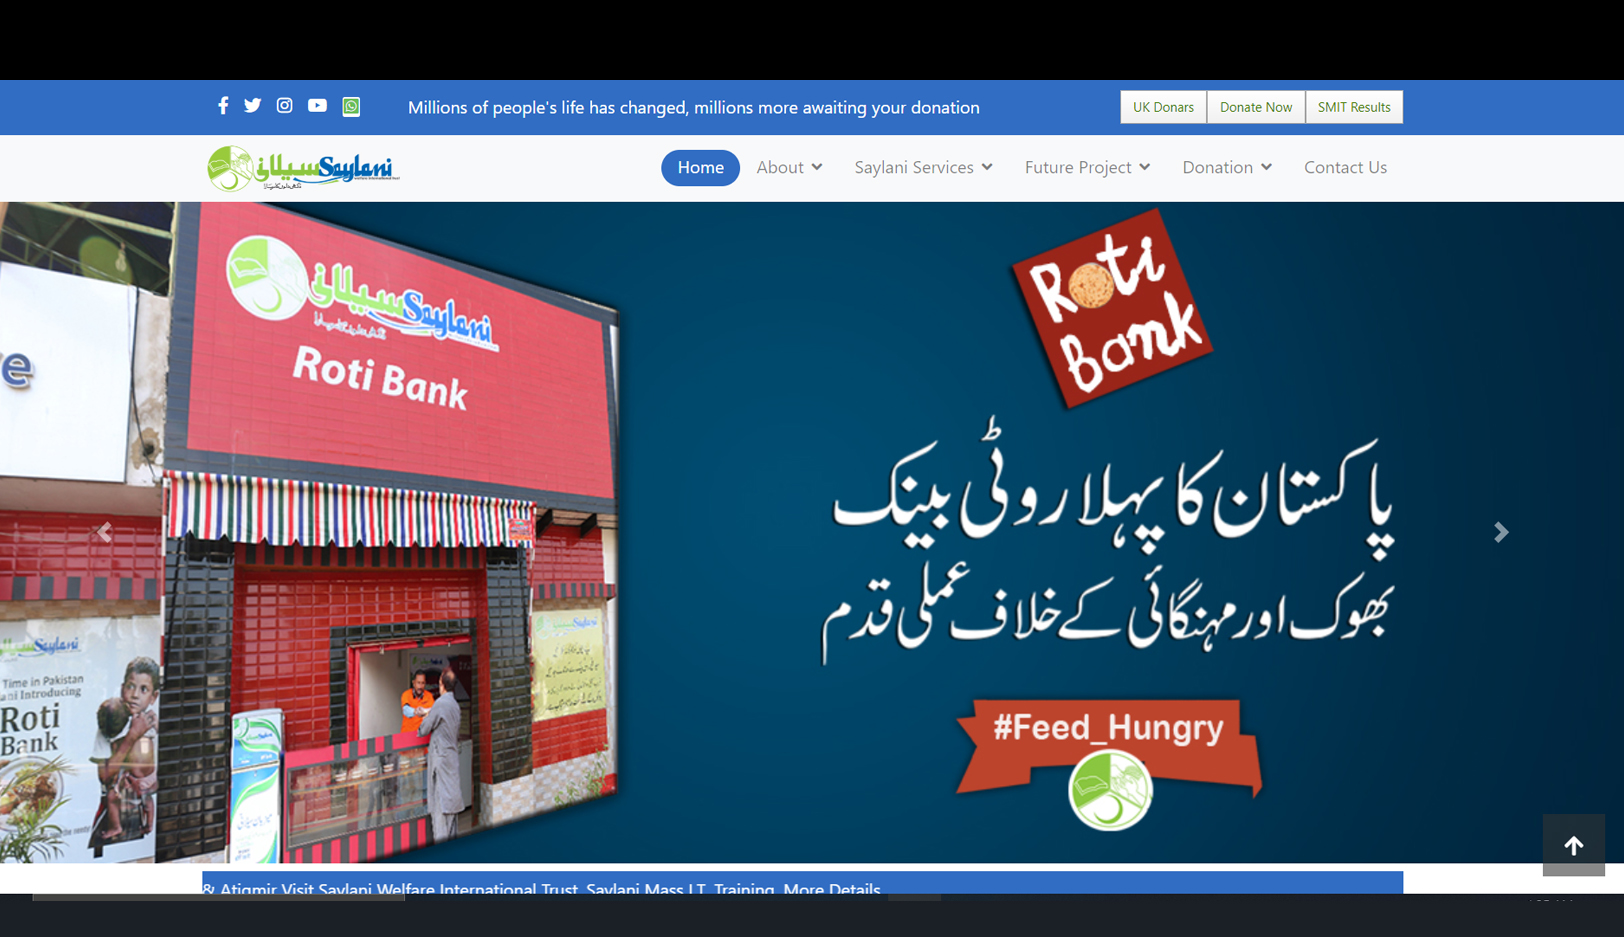 Millions of people's life has changed, millions more awaiting your donation
UK Donars
Donate Now
SMIT Results
سیلانی Saylani
Home
About
Saylani Services
Future Project
Donation
Contact Us
سیلانی Saylani
Roti Bank
Roti
Bank
پاکستان کا پہلا روٹی بینک
بھوک اور مہنگائی کے خلاف عملی قدم
#Feed_Hungry
Saylani
Time in Pakistan
Introducing
Roti
Bank
Saylani
& Atiqmir Visit Saylani Welfare International Trust, Saylani Mass I.T. Training. More Details